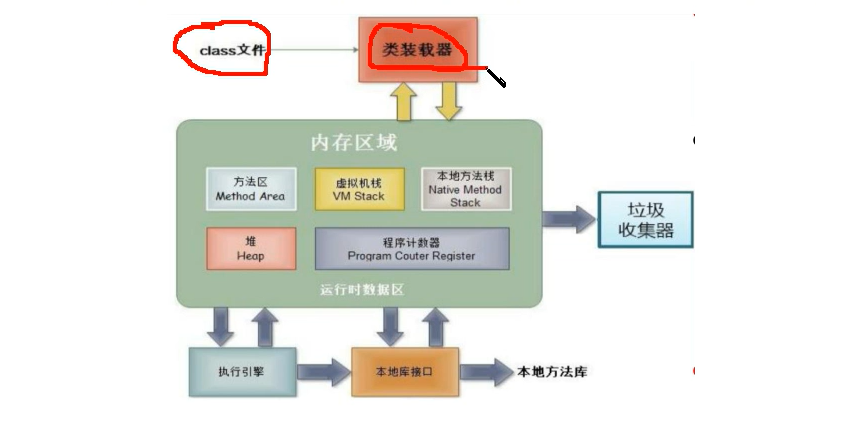 class文件
类装载器
内存区域
方法区
Method Area
虚拟机栈
VM Stack
本地方法栈
Native Method
Stack
堆
Heap
程序计数器
Program Couter Register
运行时数据区
垃圾
收集器
执行引擎
本地库接口
本地方法库